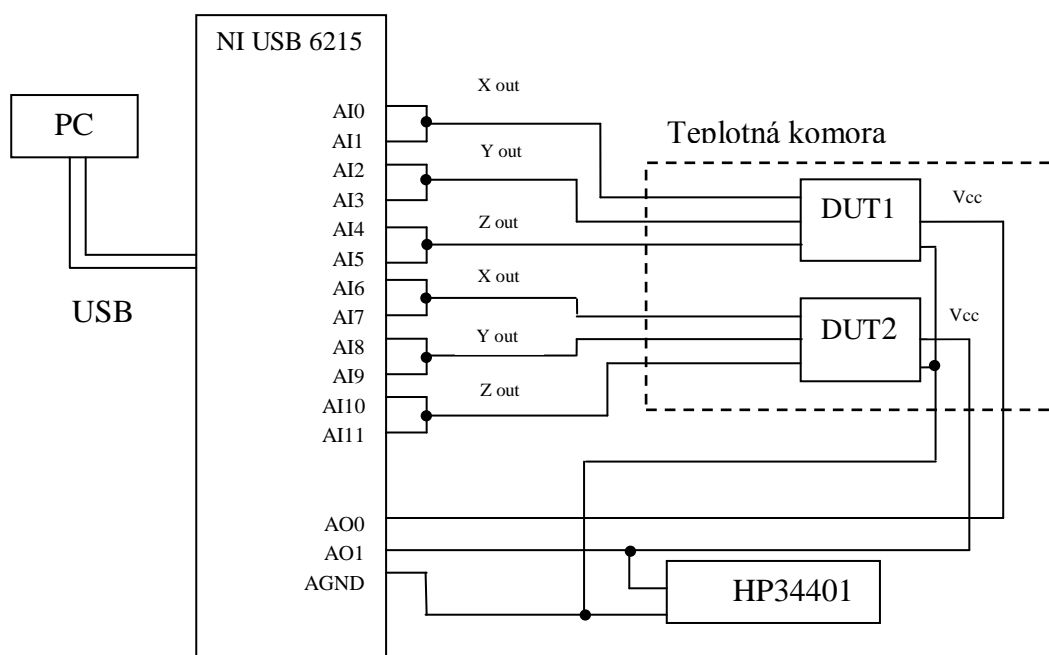 NI USB 6215
PC
USB
AI0
AI1
AI2
AI3
AI4
AI5
AI6
AI7
AI8
AI9
AI10
AI11
AO0
AO1
AGND
X out
Y out
Z out
X out
Y out
Z out
Teplotná komora
DUT1
Vcc
DUT2
Vcc
HP34401